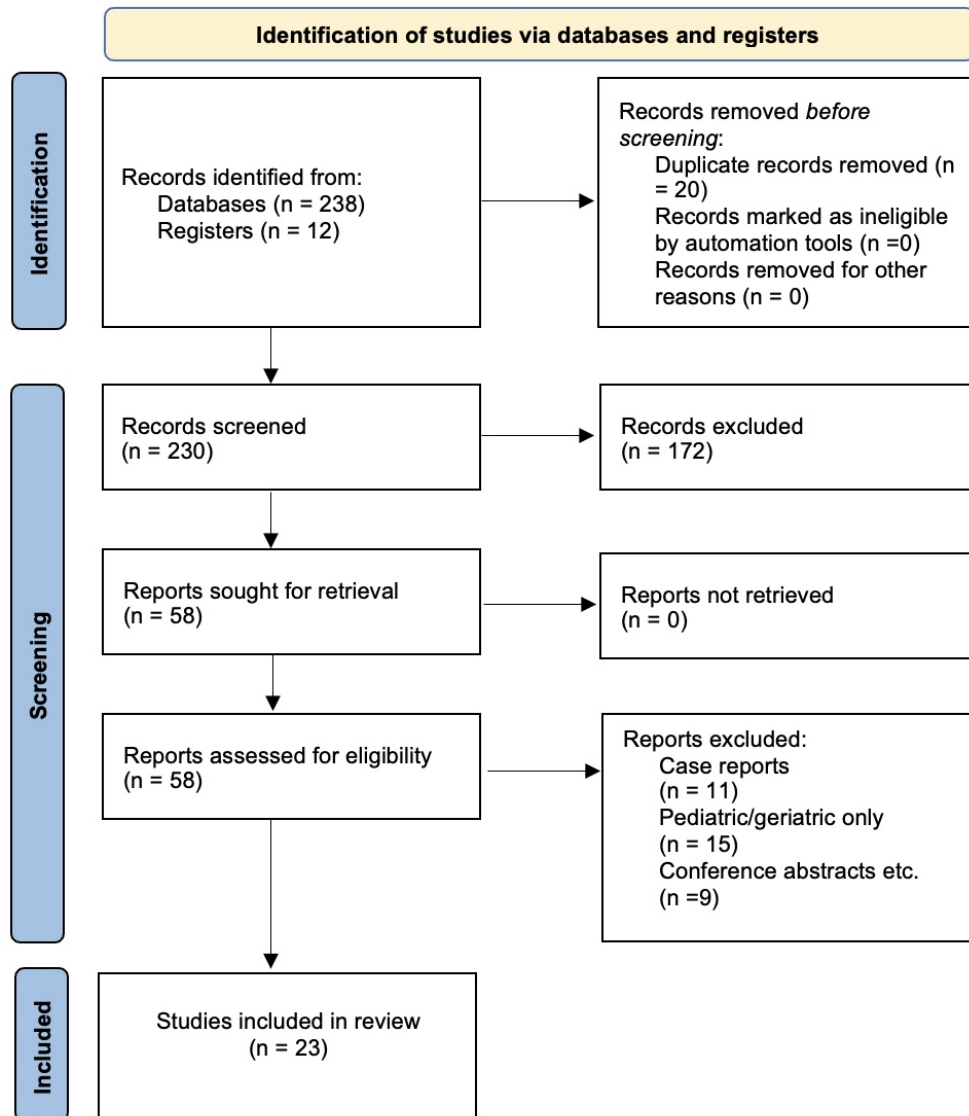 Identification of studies via databases and registers
Identification
Records identified from:
Databases (n = 238)
Registers (n = 12)
Records removed before
screening:
Duplicate records removed (n
= 20)
Records marked as ineligible
by automation tools (n =0)
Records removed for other
reasons (n = 0)
Screening
Records screened
(n = 230)
Records excluded
(n = 172)
Reports sought for retrieval
(n = 58)
Reports not retrieved
(n = 0)
Reports assessed for eligibility
(n = 58)
Reports excluded:
Case reports
(n = 11)
Pediatric/geriatric only
(n = 15)
Conference abstracts etc.
(n =9)
Included
Studies included in review
(n = 23)